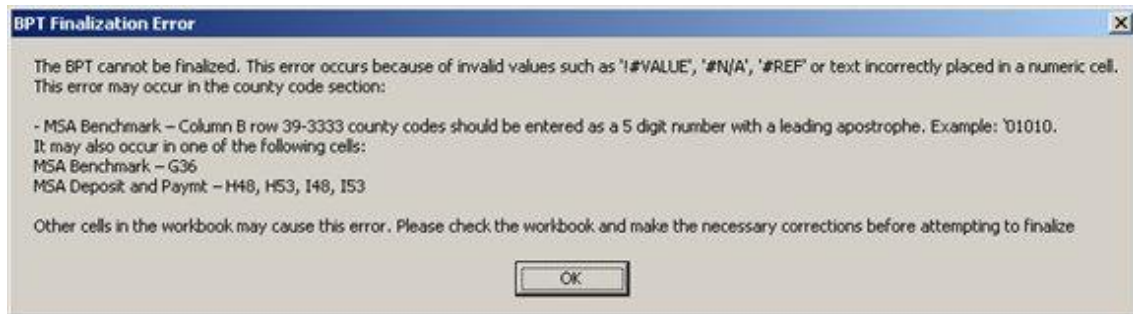 BPT Finalization Error
The BPT cannot be finalized. This error occurs because of invalid values such as '!#VALUE', '#N/A', '#REF' or text incorrectly placed in a numeric cell.
This error may occur in the county code section:
- MSA Benchmark – Column B row 39-3333 county codes should be entered as a 5 digit number with a leading apostrophe. Example: '01010.
It may also occur in one of the following cells:
MSA Benchmark – G36
MSA Deposit and Paymt – H48, H53, I48, I53
Other cells in the workbook may cause this error. Please check the workbook and make the necessary corrections before attempting to finalize
OK